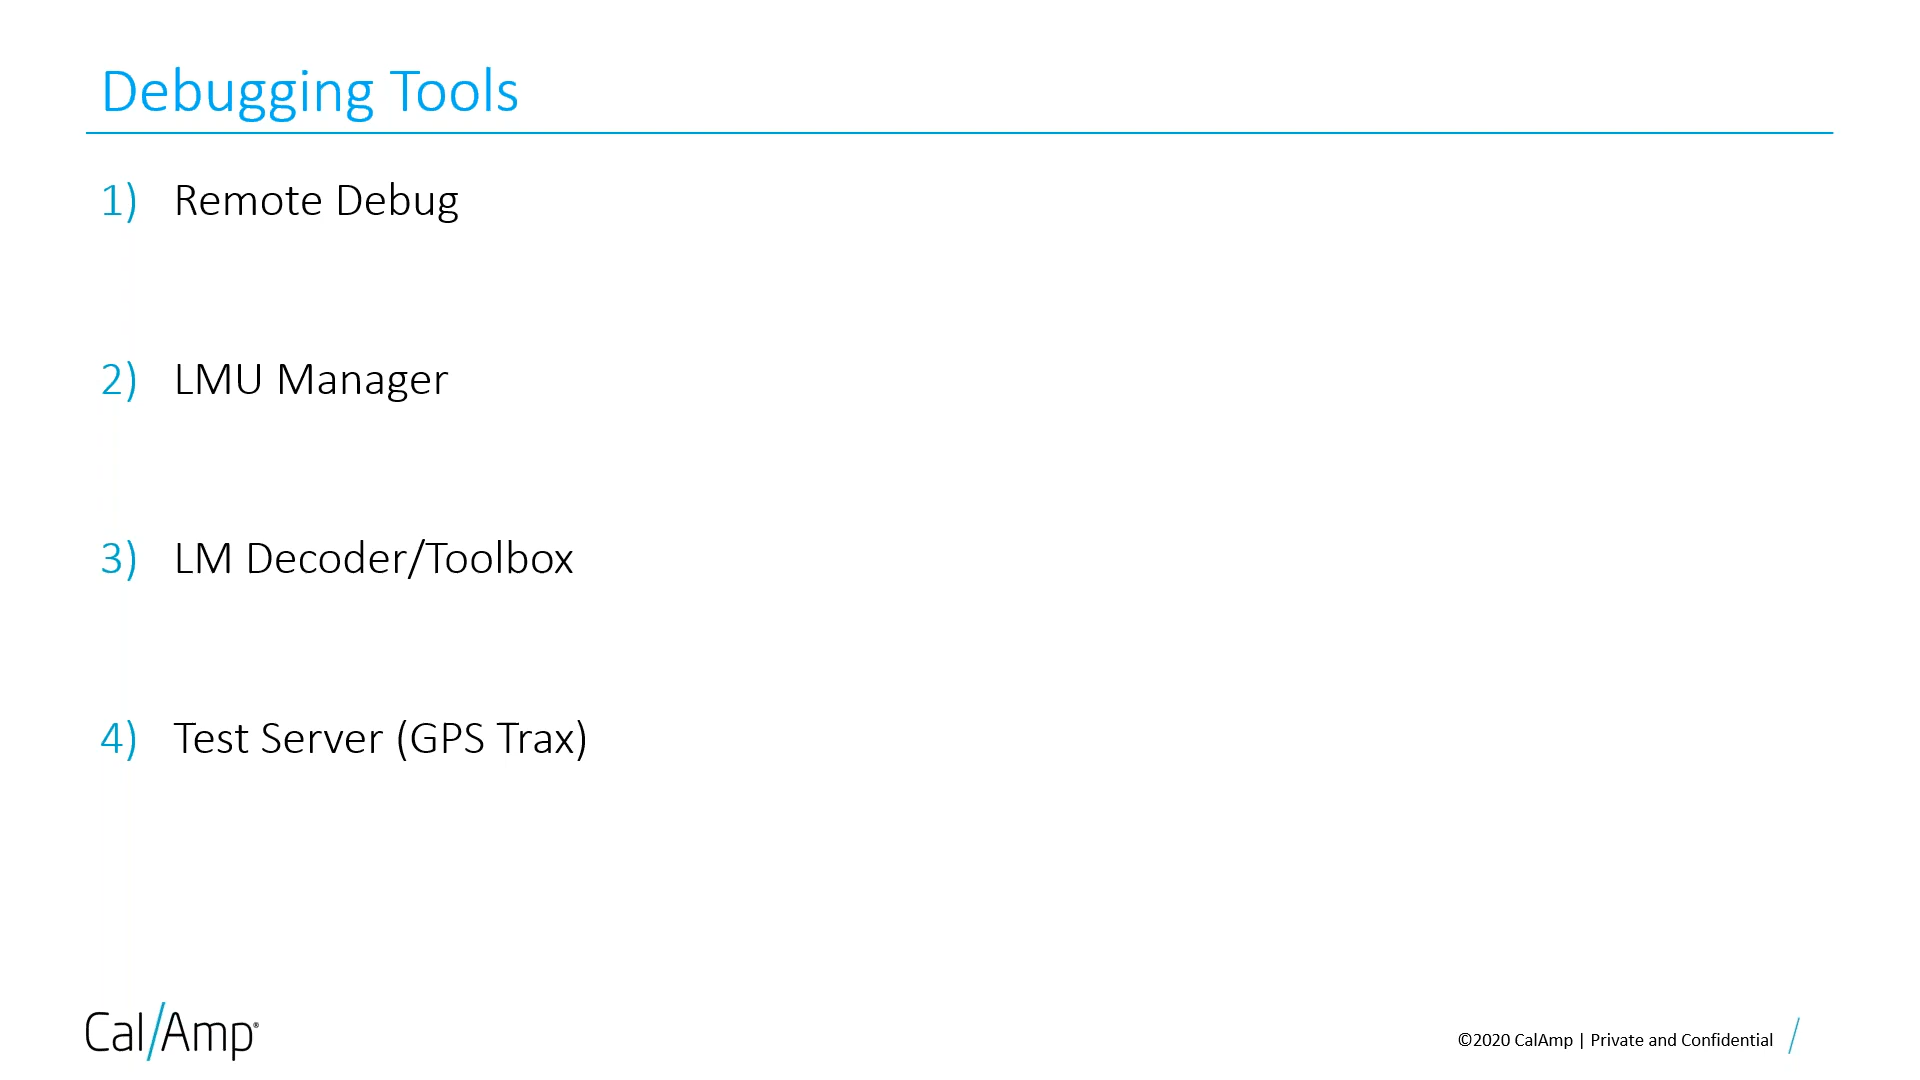 Debugging Tools
1) Remote Debug
2) LMU Manager
3) LM Decoder/Toolbox
4) Test Server (GPS Trax)
Cal/Amp®
©2020 CalAmp | Private and Confidential